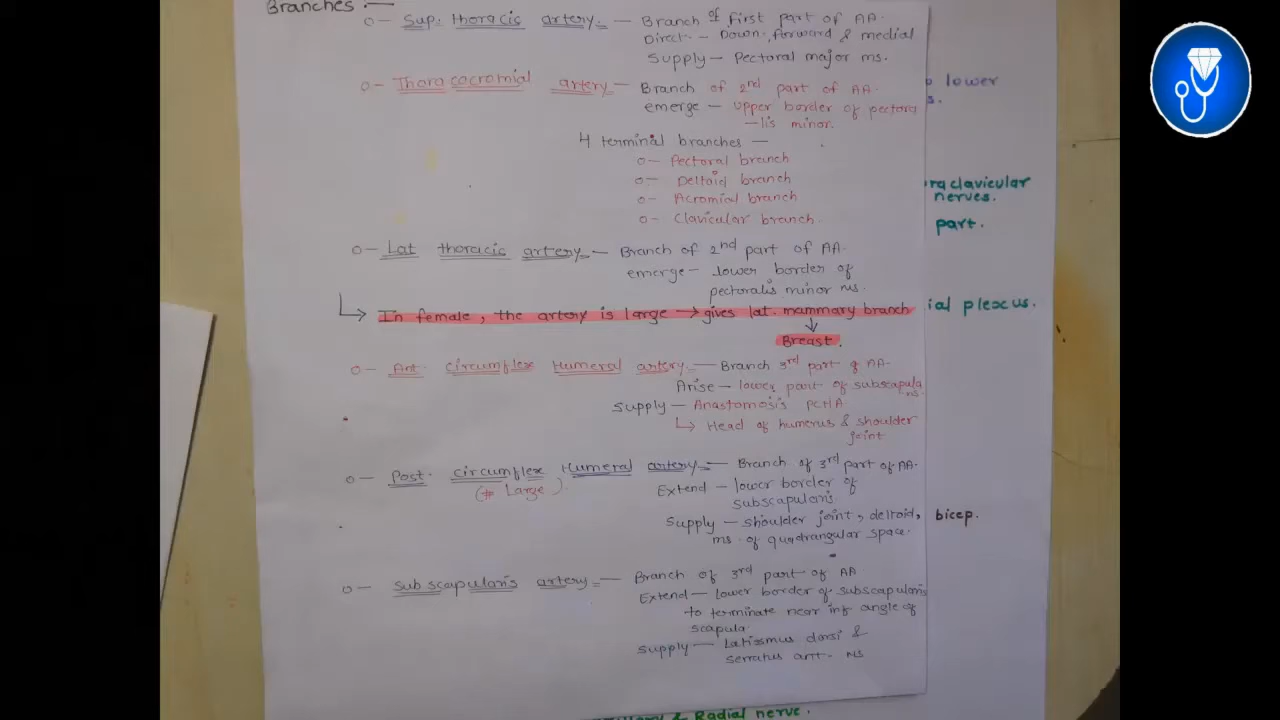 Branches :—
o— Sup. thoracic artery. — Branch of first part of AA.
Direct - Down, forward & medial
Supply — Pectoral major ms.
o— Thoracocromial artery — Branch of 2nd part of AA.
emerge — upper border of pectora
—lis minor.
4 terminal branches —
o— Pectoral branch
o— Deltoid branch
o— Acromial branch
o— Clavicular branch.
o— Lat thoracic artery. — Branch of 2nd part of AA.
emerge — lower border of
pectoralis minor ms.
↳ In female, the artery is large → gives lat. mammary branch
↓
Breast.
o— Ant. circumflex Humeral artery. — Branch 3rd part of AA.
Arise — lower part of subscapula
ms.
Supply — Anastomosis PCHA
↳ Head of humerus & shoulder
joint
o— Post. circumflex Humeral artery — Branch of 3rd part of AA.
(# Large)
Extend — lower border of
subscapularis
Supply — shoulder joint, deltoid,
ms. of quadrangular space.
o— Subscapularis artery — Branch of 3rd part of AA
Extend — Lower border of subscapularis
to terminate near inf angle of
scapula.
Supply — Latissmus dorsi &
serratus antt. ms
lower
raclavicular
nerves.
part.
ial plexus.
bicep.
& Radial nerve.